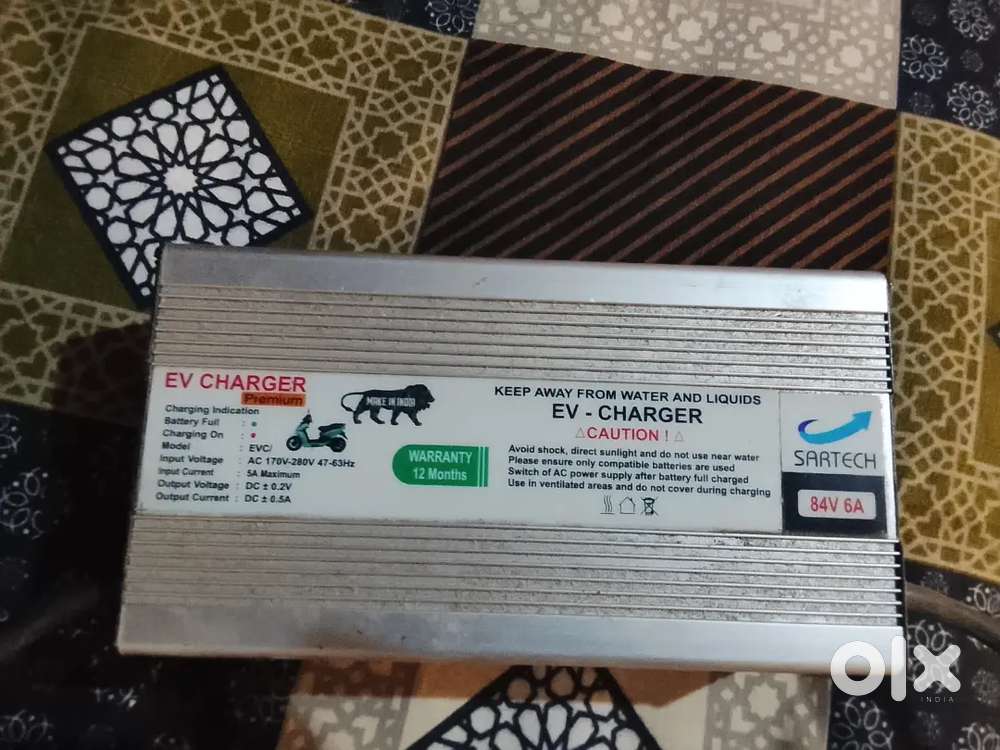 EV CHARGER
Premium
Charging Indication
Battery Full :
Charging On :
Model : EVC/
Input Voltage : AC 170V-280V 47-63Hz
Input Current : 5A Maximum
Output Voltage : DC ± 0.2V
Output Current : DC ± 0.5A
MAKE IN INDIA
WARRANTY
12 Months
KEEP AWAY FROM WATER AND LIQUIDS
EV - CHARGER
⚠CAUTION ! ⚠
Avoid shock, direct sunlight and do not use near water
Please ensure only compatible batteries are used
Switch of AC power supply after battery full charged
Use in ventilated areas and do not cover during charging
SARTECH
84V 6A
olx
INDIA